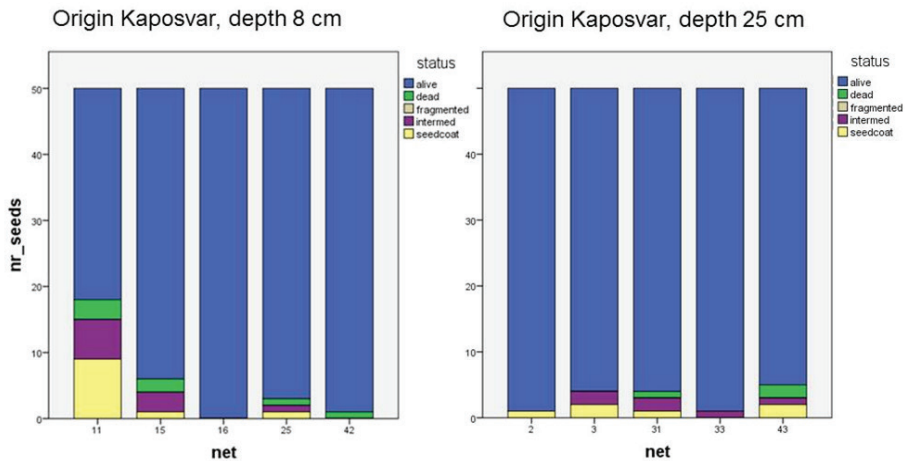 Origin Kaposvar, depth 8 cm
nr_seeds
50
40
30
20
10
0
11 15 16 25 42
net
status
alive
dead
fragmented
intermed
seedcoat
Origin Kaposvar, depth 25 cm
50
40
30
20
10
0
2 3 31 33 43
net
status
alive
dead
fragmented
intermed
seedcoat